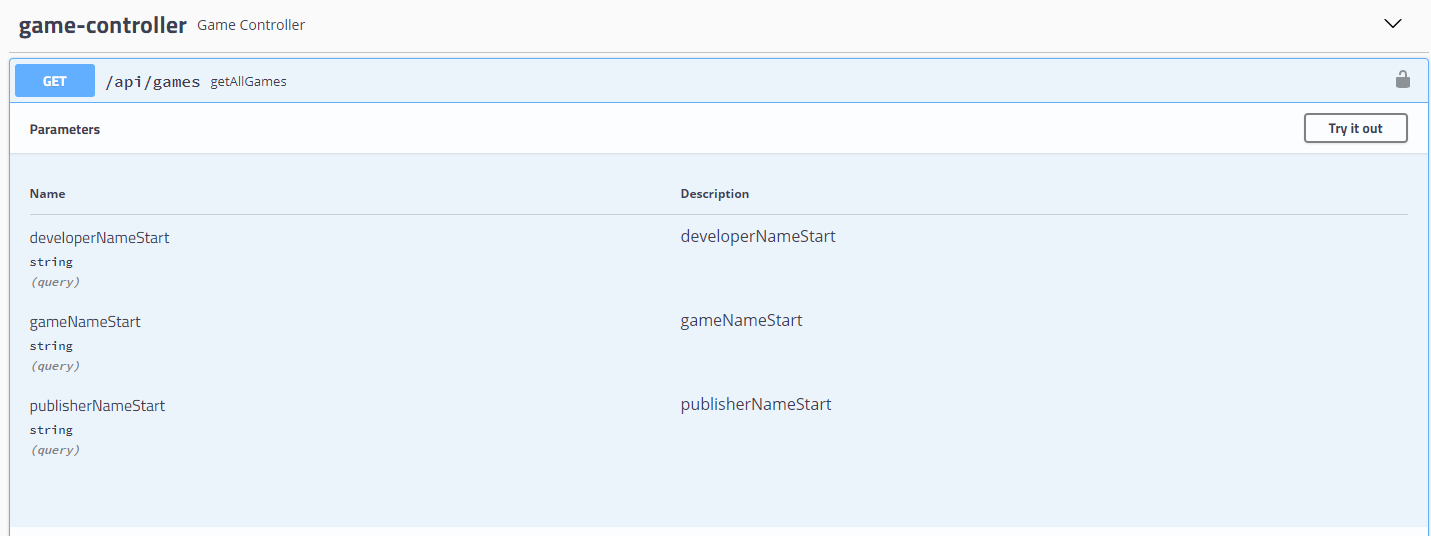 game-controller Game Controller
GET /api/games getAllGames
Parameters Try it out
Name Description
developerNameStart developerNameStart
string
(query)
gameNameStart gameNameStart
string
(query)
publisherNameStart publisherNameStart
string
(query)